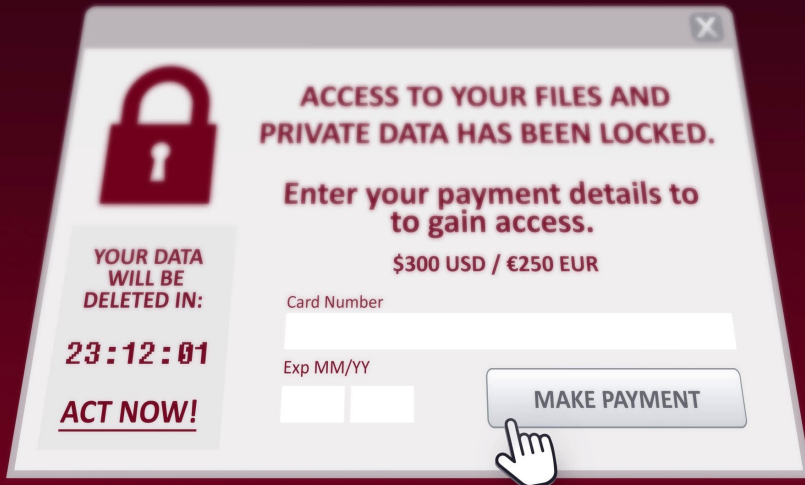 X
ACCESS TO YOUR FILES AND
PRIVATE DATA HAS BEEN LOCKED.
Enter your payment details to
to gain access.
$300 USD / €250 EUR
YOUR DATA
WILL BE
DELETED IN:
23:12:01
ACT NOW!
Card Number
Exp MM/YY
MAKE PAYMENT